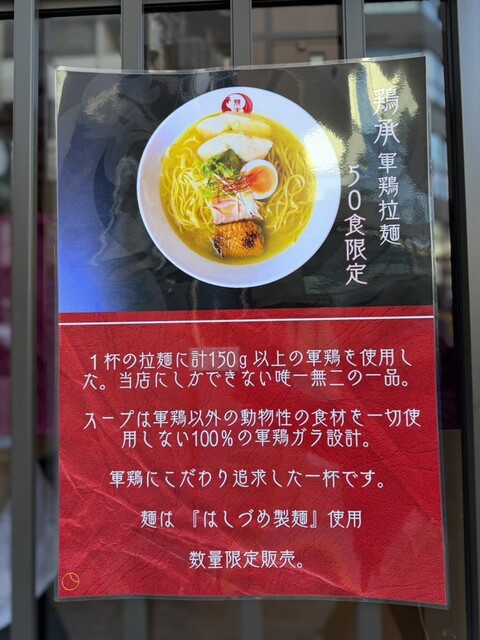 鶏承 軍鶏拉麺
50食限定
1杯の拉麺に計150g以上の軍鶏を使用し
た。当店にしかできない唯一無二の一品。
スープは軍鶏以外の動物性の食材を一切使
用しない100%の軍鶏ガラ設計。
軍鶏にこだわり追求した一杯です。
麺は『はしづめ製麺』使用
数量限定販売。